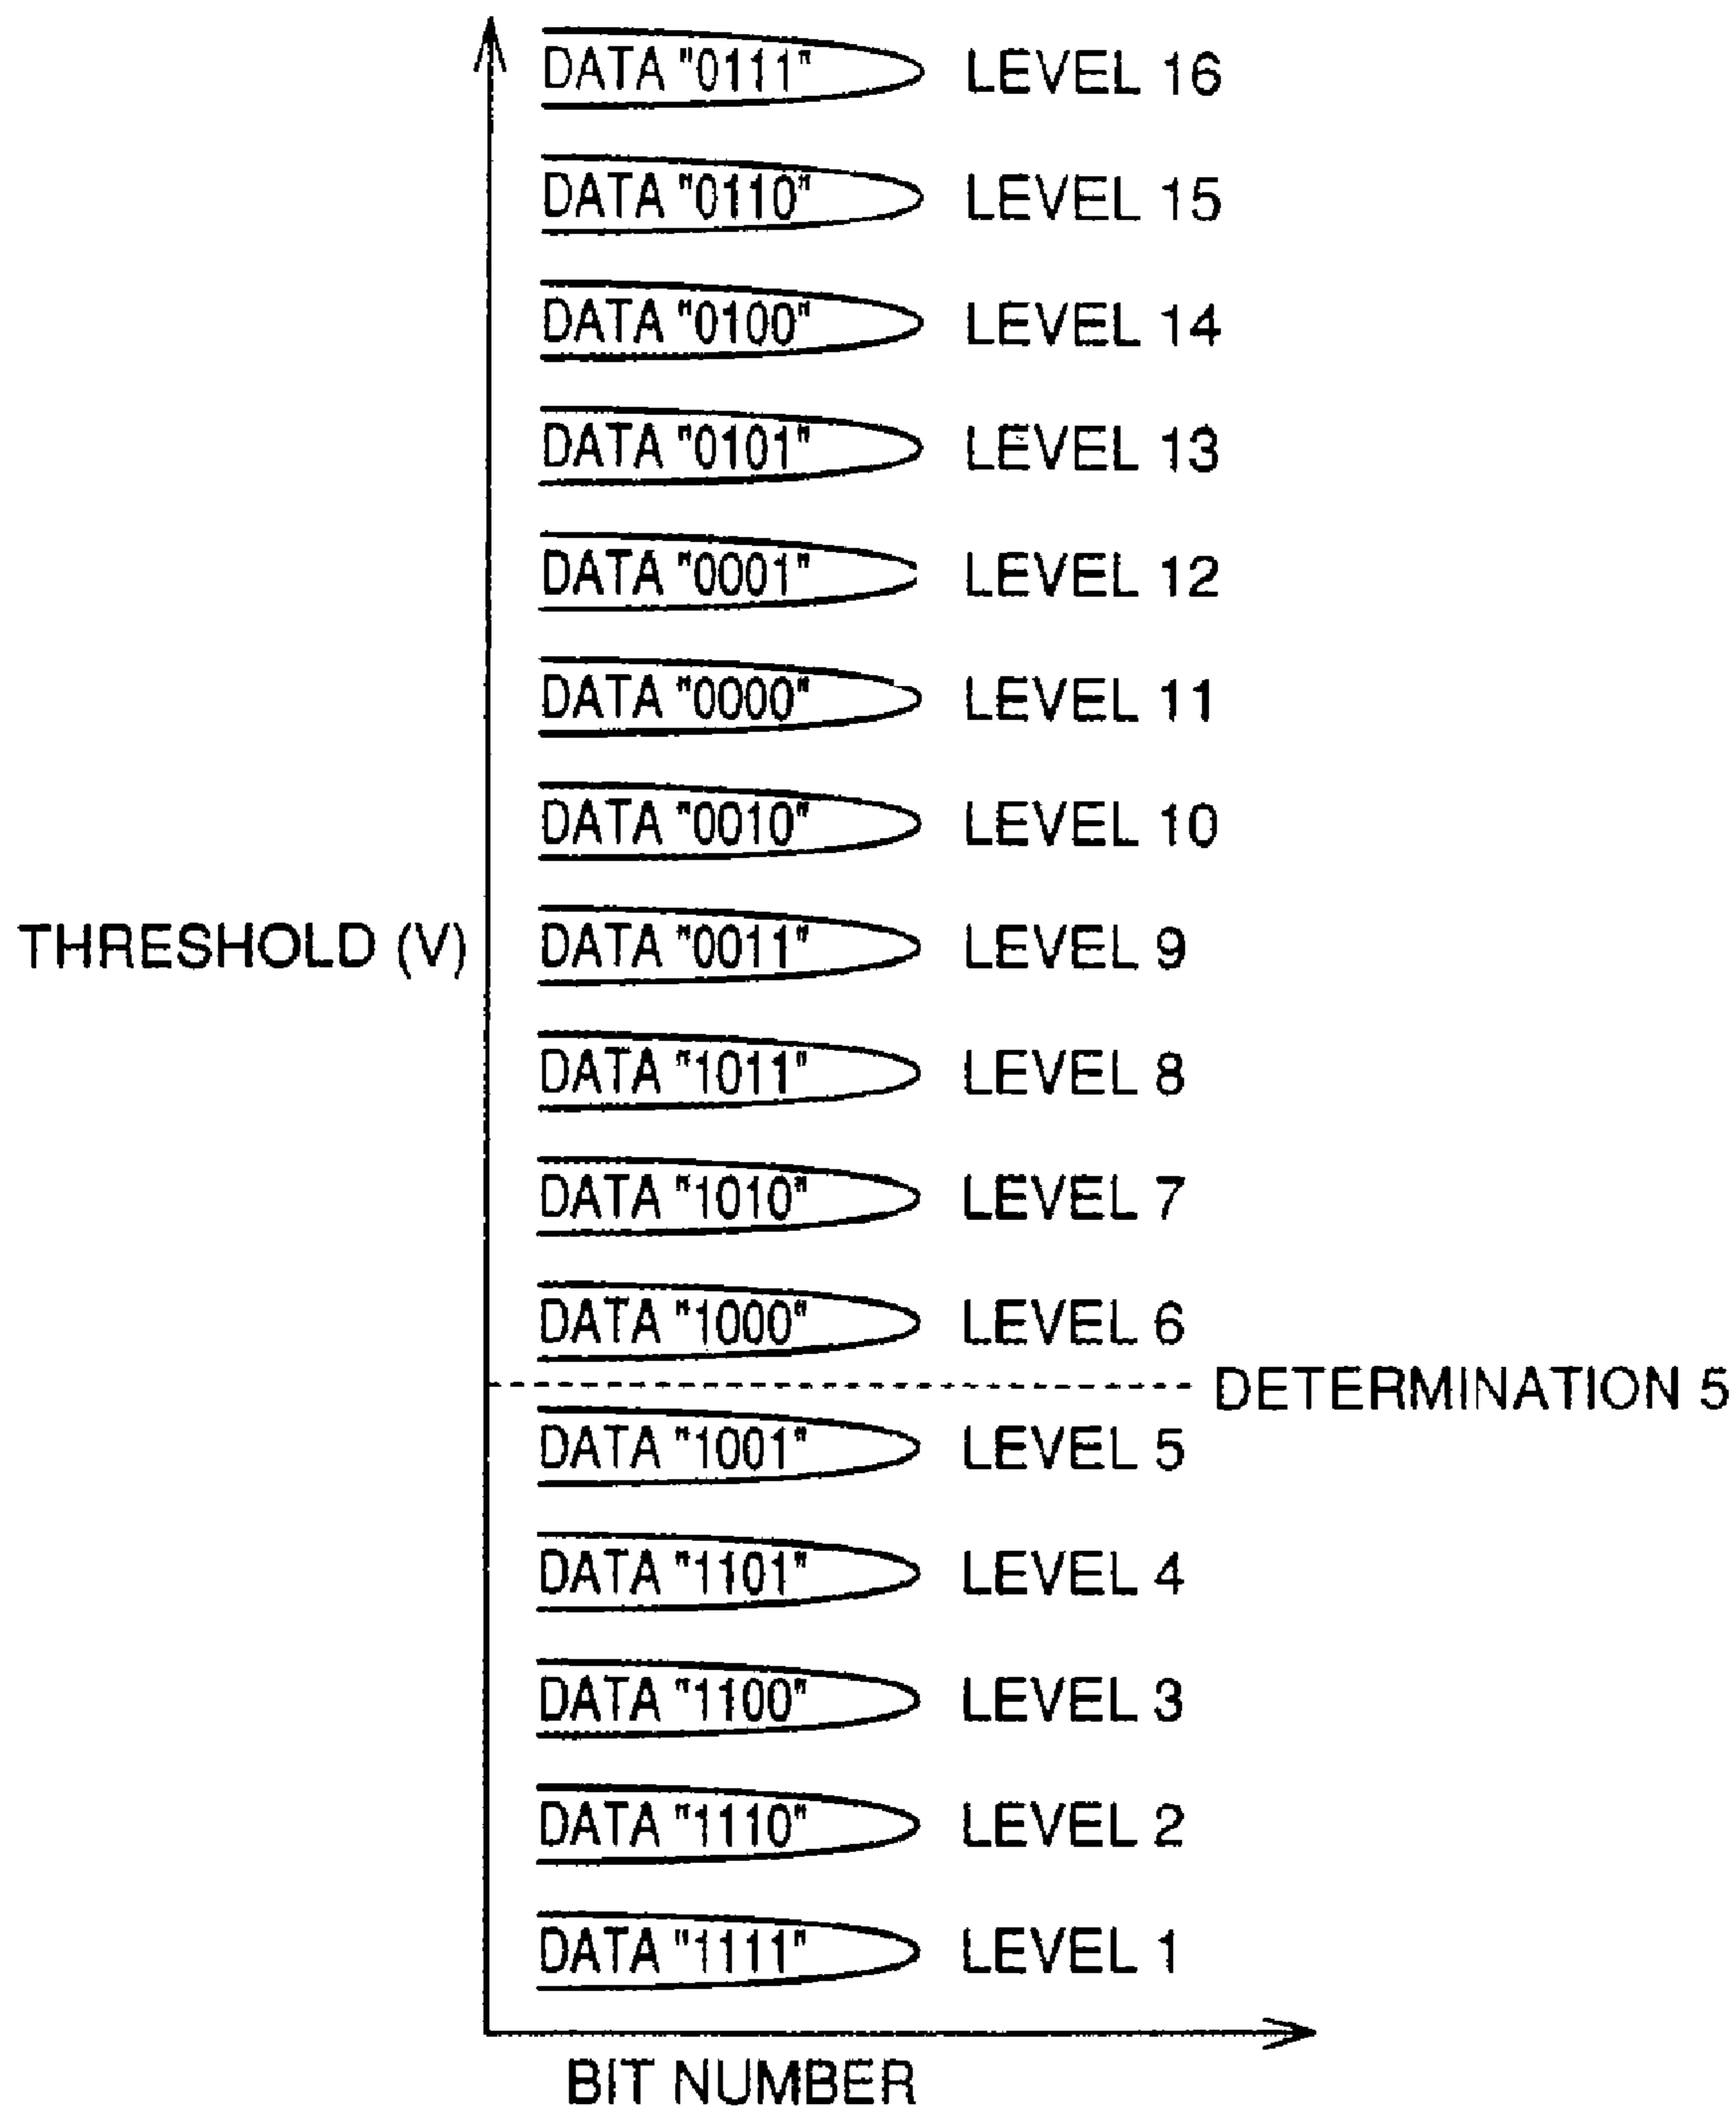 DATA "0111" LEVEL 16
DATA "0110" LEVEL 15
DATA "0100" LEVEL 14
DATA "0101" LEVEL 13
DATA "0001" LEVEL 12
DATA "0000" LEVEL 11
DATA "0010" LEVEL 10
THRESHOLD (V) DATA "0011" LEVEL 9
DATA "1011" LEVEL 8
DATA "1010" LEVEL 7
DATA "1000" LEVEL 6
DETERMINATION 5
DATA "1001" LEVEL 5
DATA "1101" LEVEL 4
DATA "1100" LEVEL 3
DATA "1110" LEVEL 2
DATA "1111" LEVEL 1
BIT NUMBER